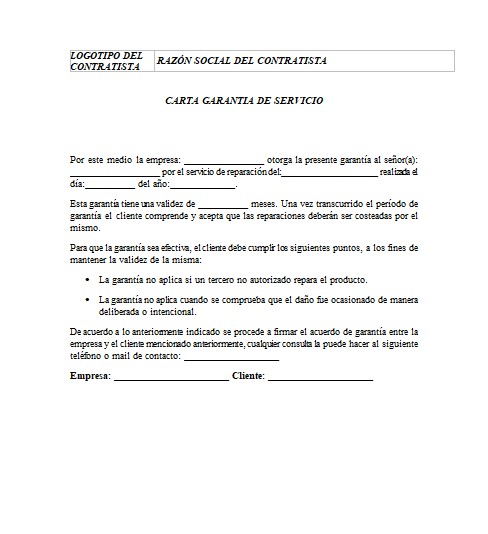 LOGOTIPO DEL
CONTRATISTA
RAZÓN SOCIAL DEL CONTRATISTA
CARTA GARANTIA DE SERVICIO
Por este medio la empresa: ________________ otorga la presente garantía al señor(a):
__________________ por el servicio de reparación del:___________________ realizada el
día:__________ del año:_____________.
Esta garantía tiene una validez de __________ meses. Una vez transcurrido el período de
garantía el cliente comprende y acepta que las reparaciones deberán ser costeadas por el
mismo.
Para que la garantía sea efectiva, el cliente debe cumplir los siguientes puntos, a los fines de
mantener la validez de la misma:
• La garantía no aplica si un tercero no autorizado repara el producto.
• La garantía no aplica cuando se comprueba que el daño fue ocasionado de manera
deliberada o intencional.
De acuerdo a lo anteriormente indicado se procede a firmar el acuerdo de garantía entre la
empresa y el cliente mencionado anteriormente, cualquier consulta la puede hacer al siguiente
teléfono o mail de contacto: ___________________
Empresa: _______________________ Cliente: _____________________